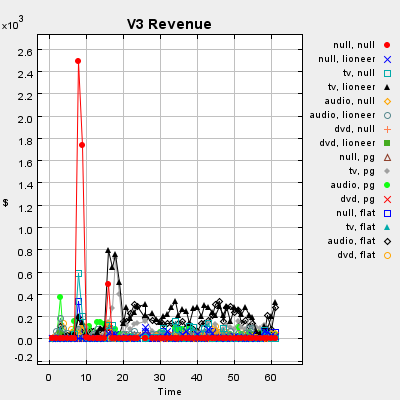 V3 Revenue
x10³
2.6
2.4
2.2
2.0
1.8
1.6
1.4
1.2
1.0
0.8
0.6
0.4
0.2
0.0
-0.2
$
0 10 20 30 40 50 60
Time
null, null
null, lioneer
tv, null
tv, lioneer
audio, null
audio, lioneer
dvd, null
dvd, lioneer
null, pg
tv, pg
audio, pg
dvd, pg
null, flat
tv, flat
audio, flat
dvd, flat